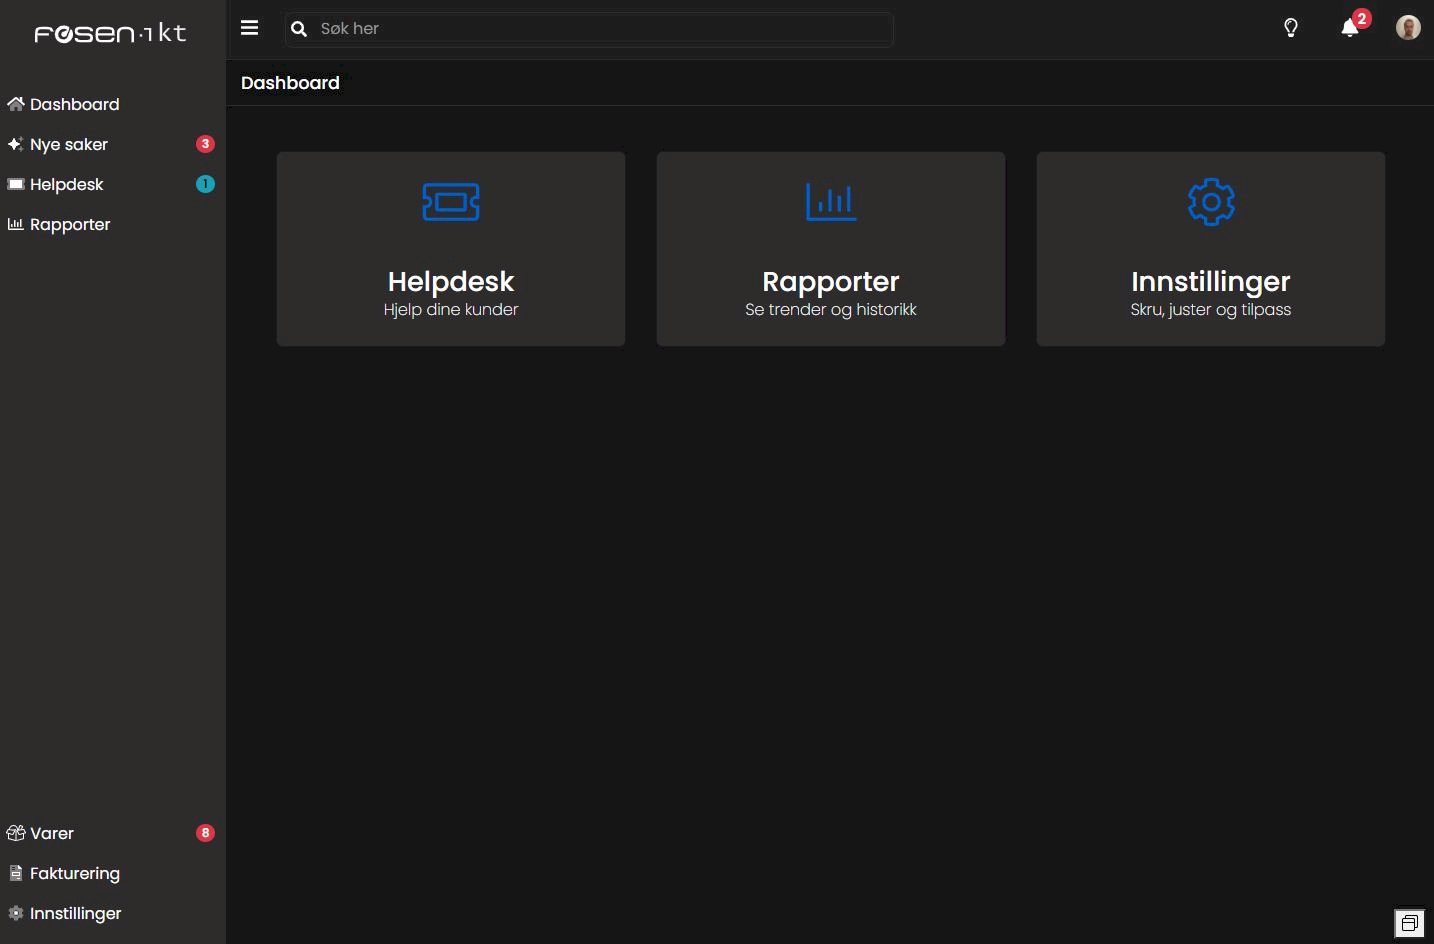 FOSEN·IKT
Søk her
2
Dashboard
Dashboard
Nye saker 3
Helpdesk 1
Rapporter
Helpdesk
Hjelp dine kunder
Rapporter
Se trender og historikk
Innstillinger
Skru, juster og tilpass
Varer 8
Fakturering
Innstillinger